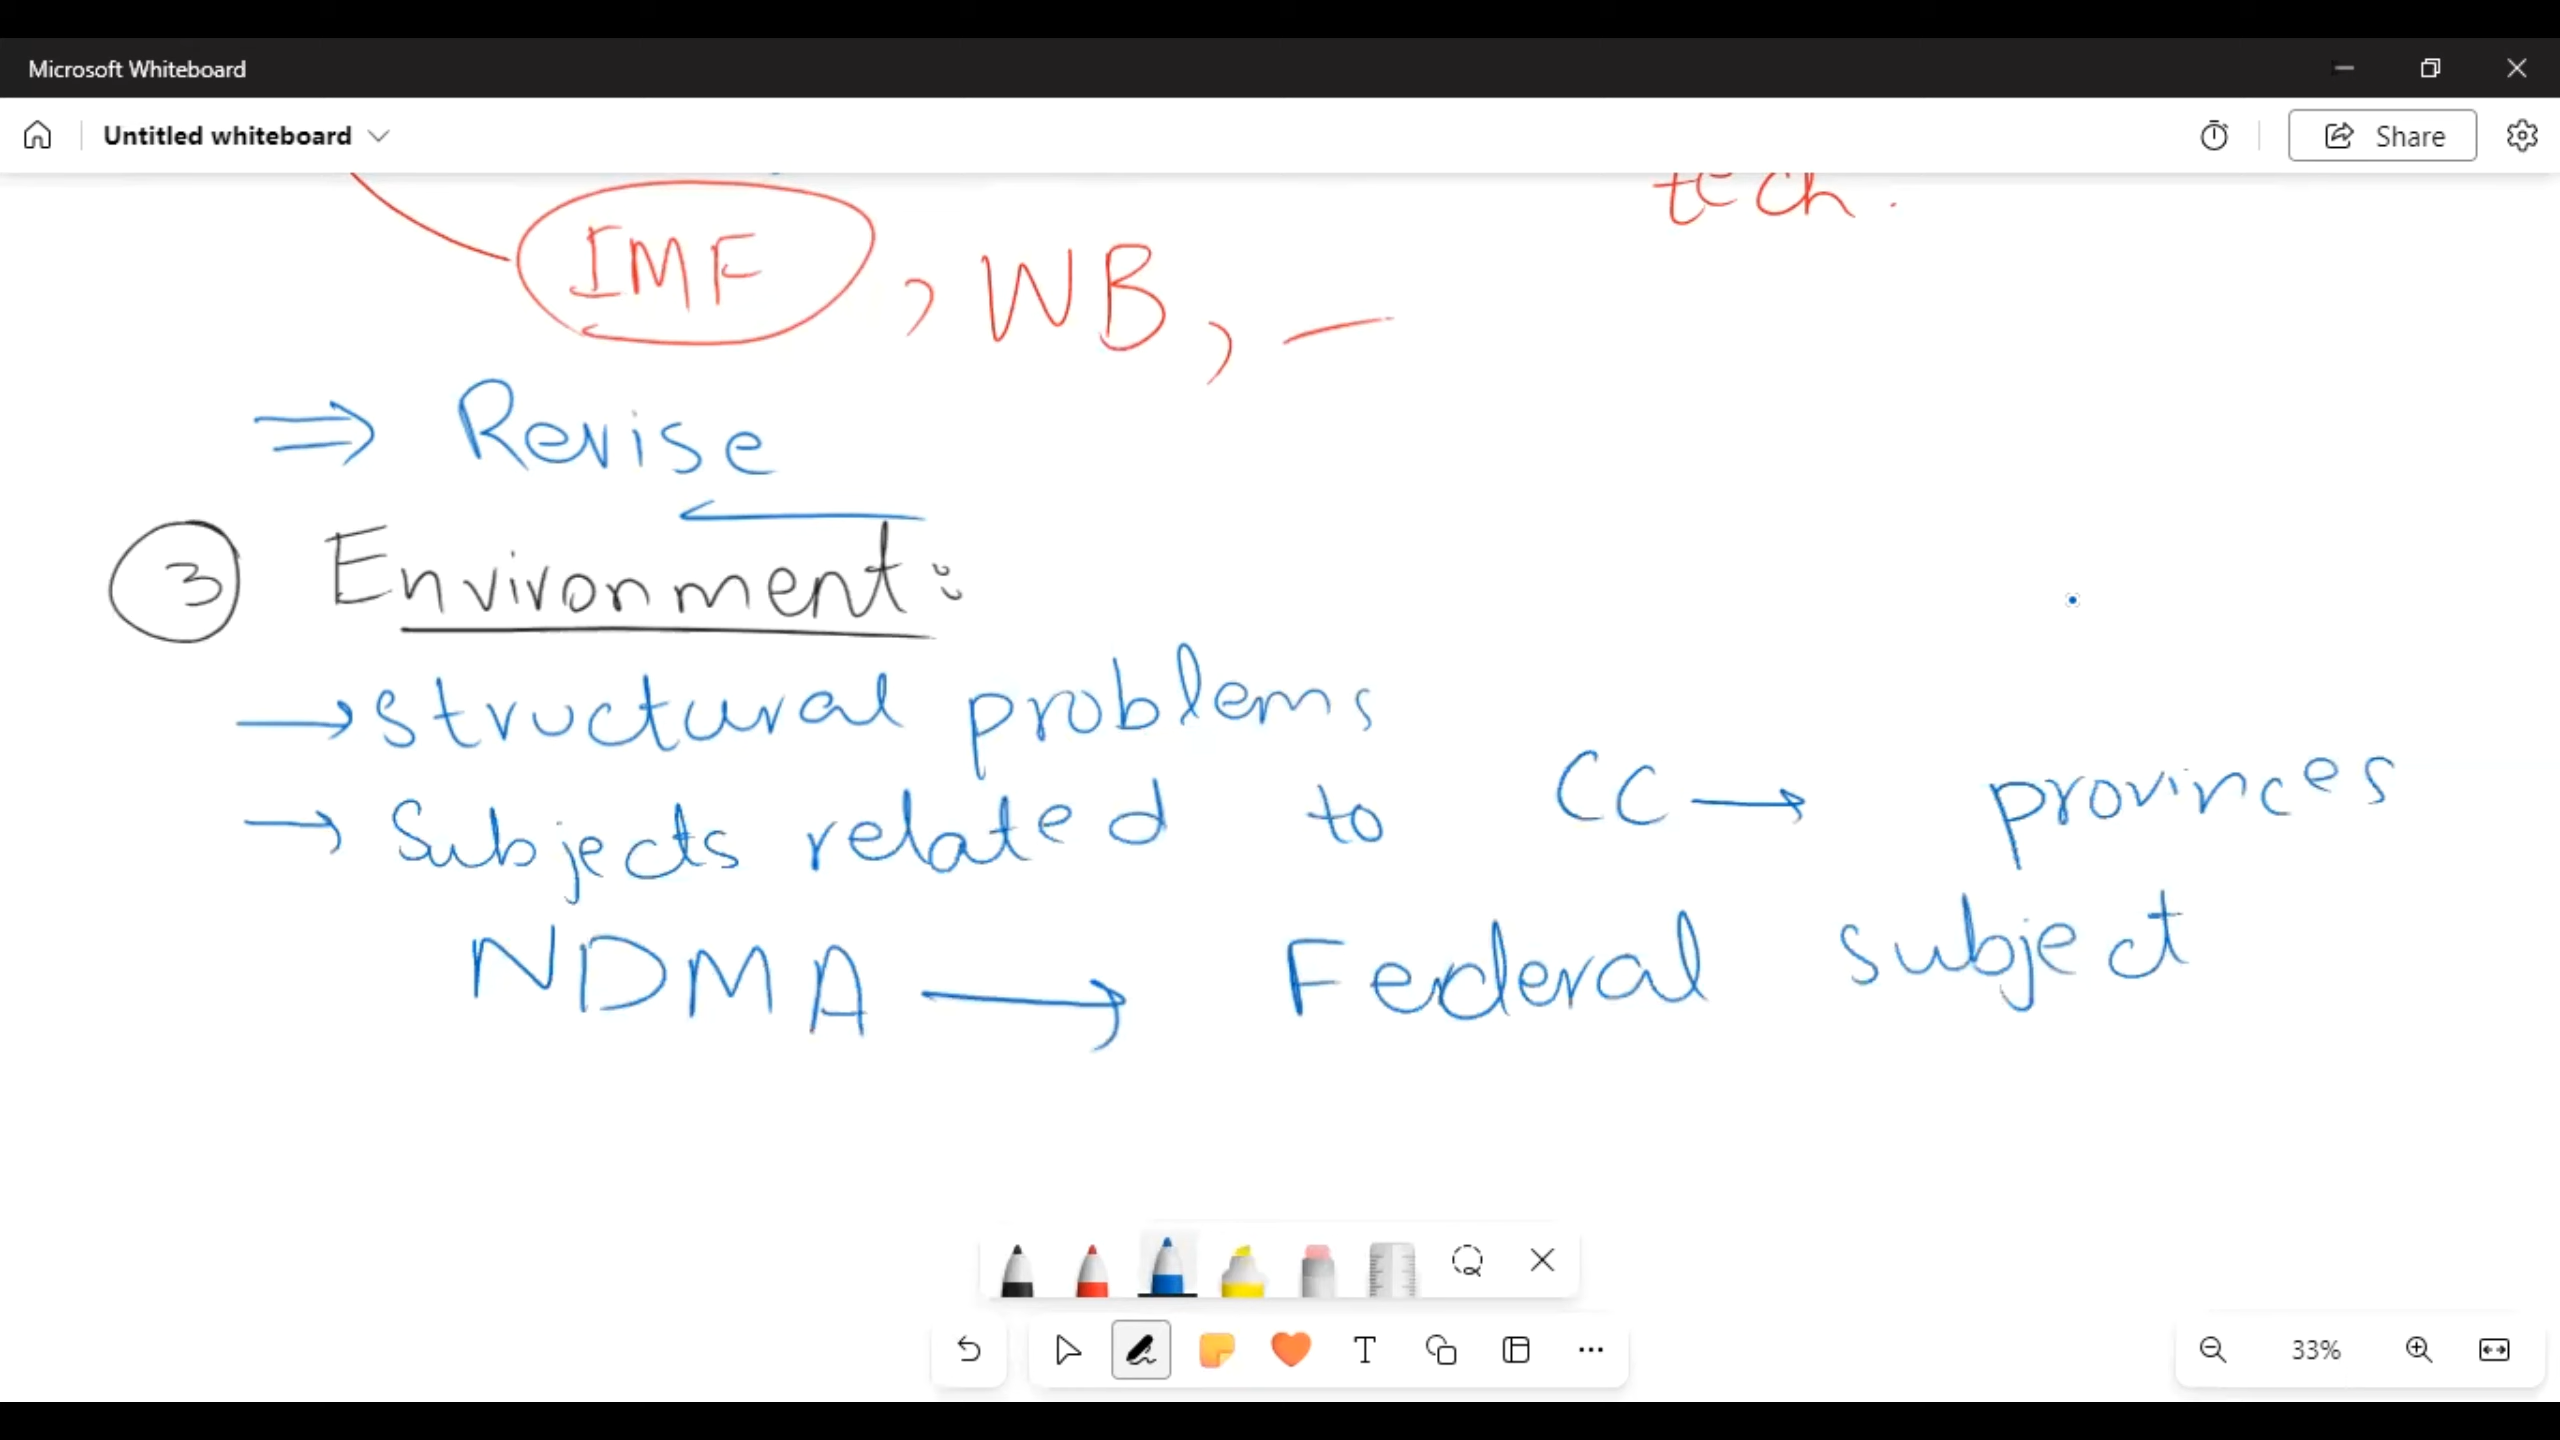 Microsoft Whiteboard
Untitled whiteboard
Share
tech.
IMF, WB, —
⇒ Revise
③ Environment:
→ structural problems
→ Subjects related to CC → provinces
NDMA → Federal subject
33%